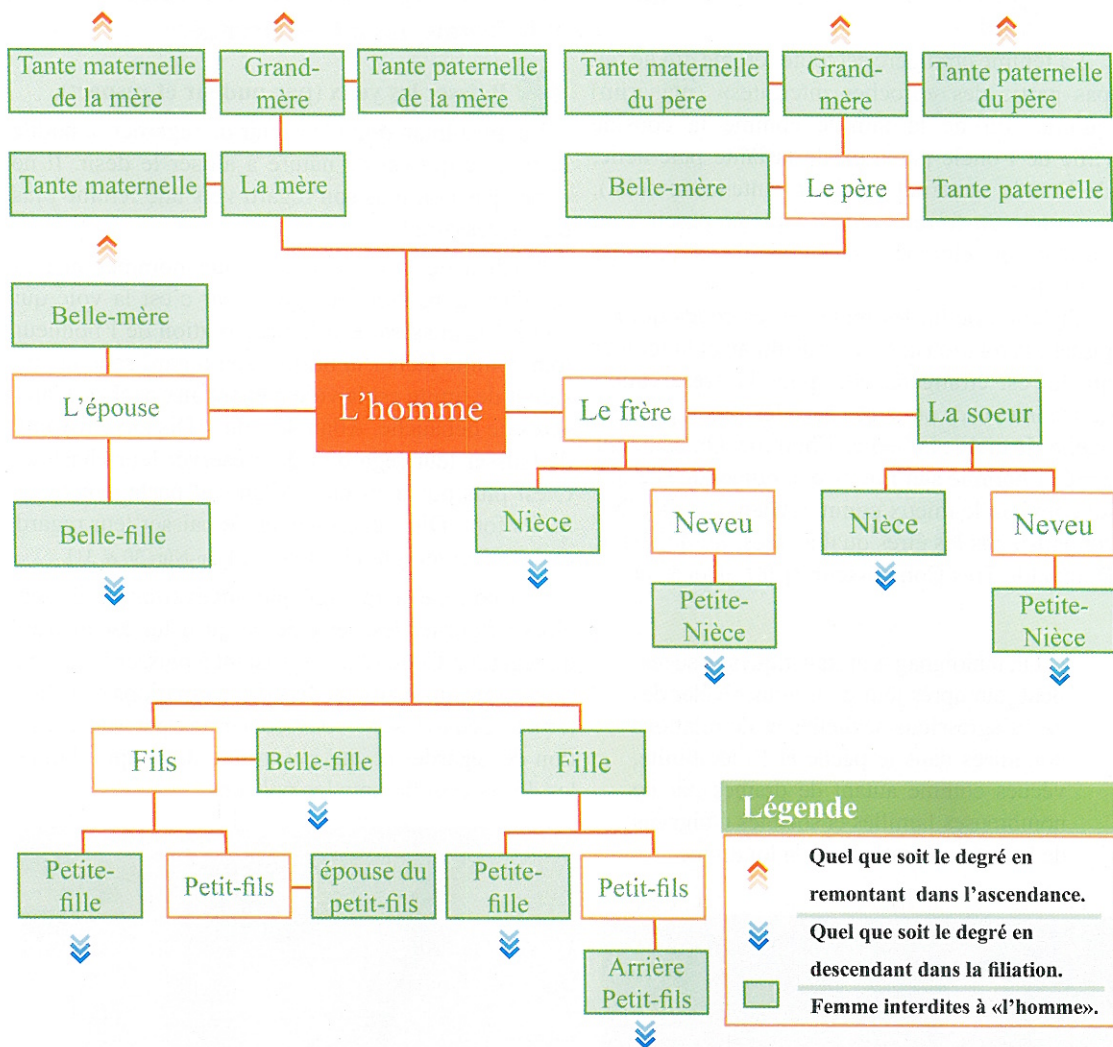 Tante maternelle
de la mère
Grand-
mère
Tante paternelle
de la mère
Tante maternelle
du père
Grand-
mère
Tante paternelle
du père
Tante maternelle
La mère
Belle-mère
Le père
Tante paternelle
Belle-mère
L'épouse
L'homme
Le frère
La soeur
Belle-fille
Nièce
Neveu
Nièce
Neveu
Petite-
Nièce
Petite-
Nièce
Fils
Belle-fille
Fille
Petite-
fille
Petit-fils
épouse du
petit-fils
Petite-
fille
Petit-fils
Arrière
Petit-fils
Légende
Quel que soit le degré en
remontant dans l'ascendance.
Quel que soit le degré en
descendant dans la filiation.
Femme interdites à «l'homme».